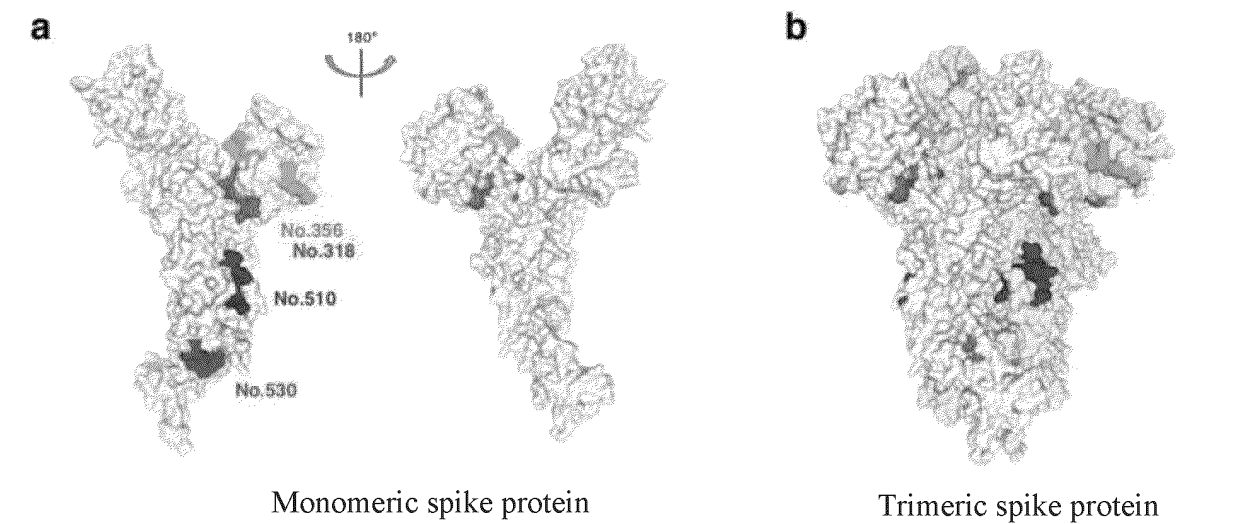 a
180°
b
No.356
No.318
No.510
No.530
Monomeric spike protein
Trimeric spike protein